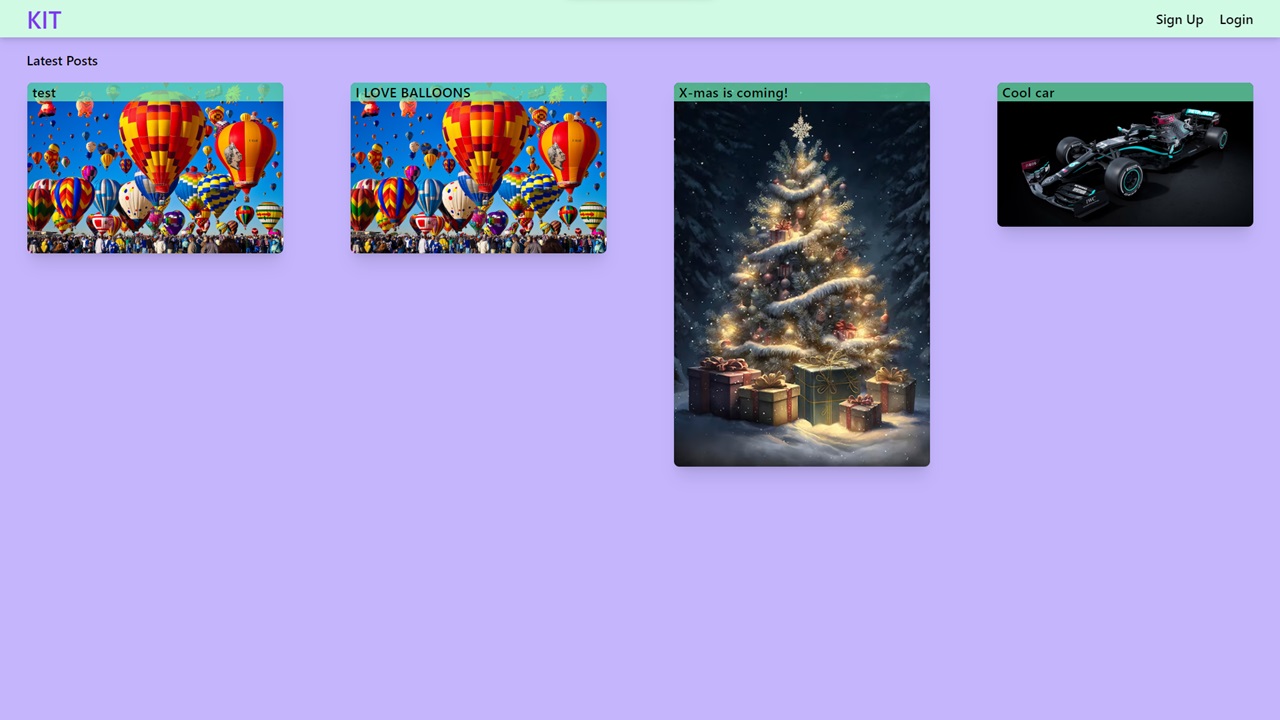 KIT
Sign Up
Login
Latest Posts
test
I LOVE BALLOONS
X-mas is coming!
Cool car